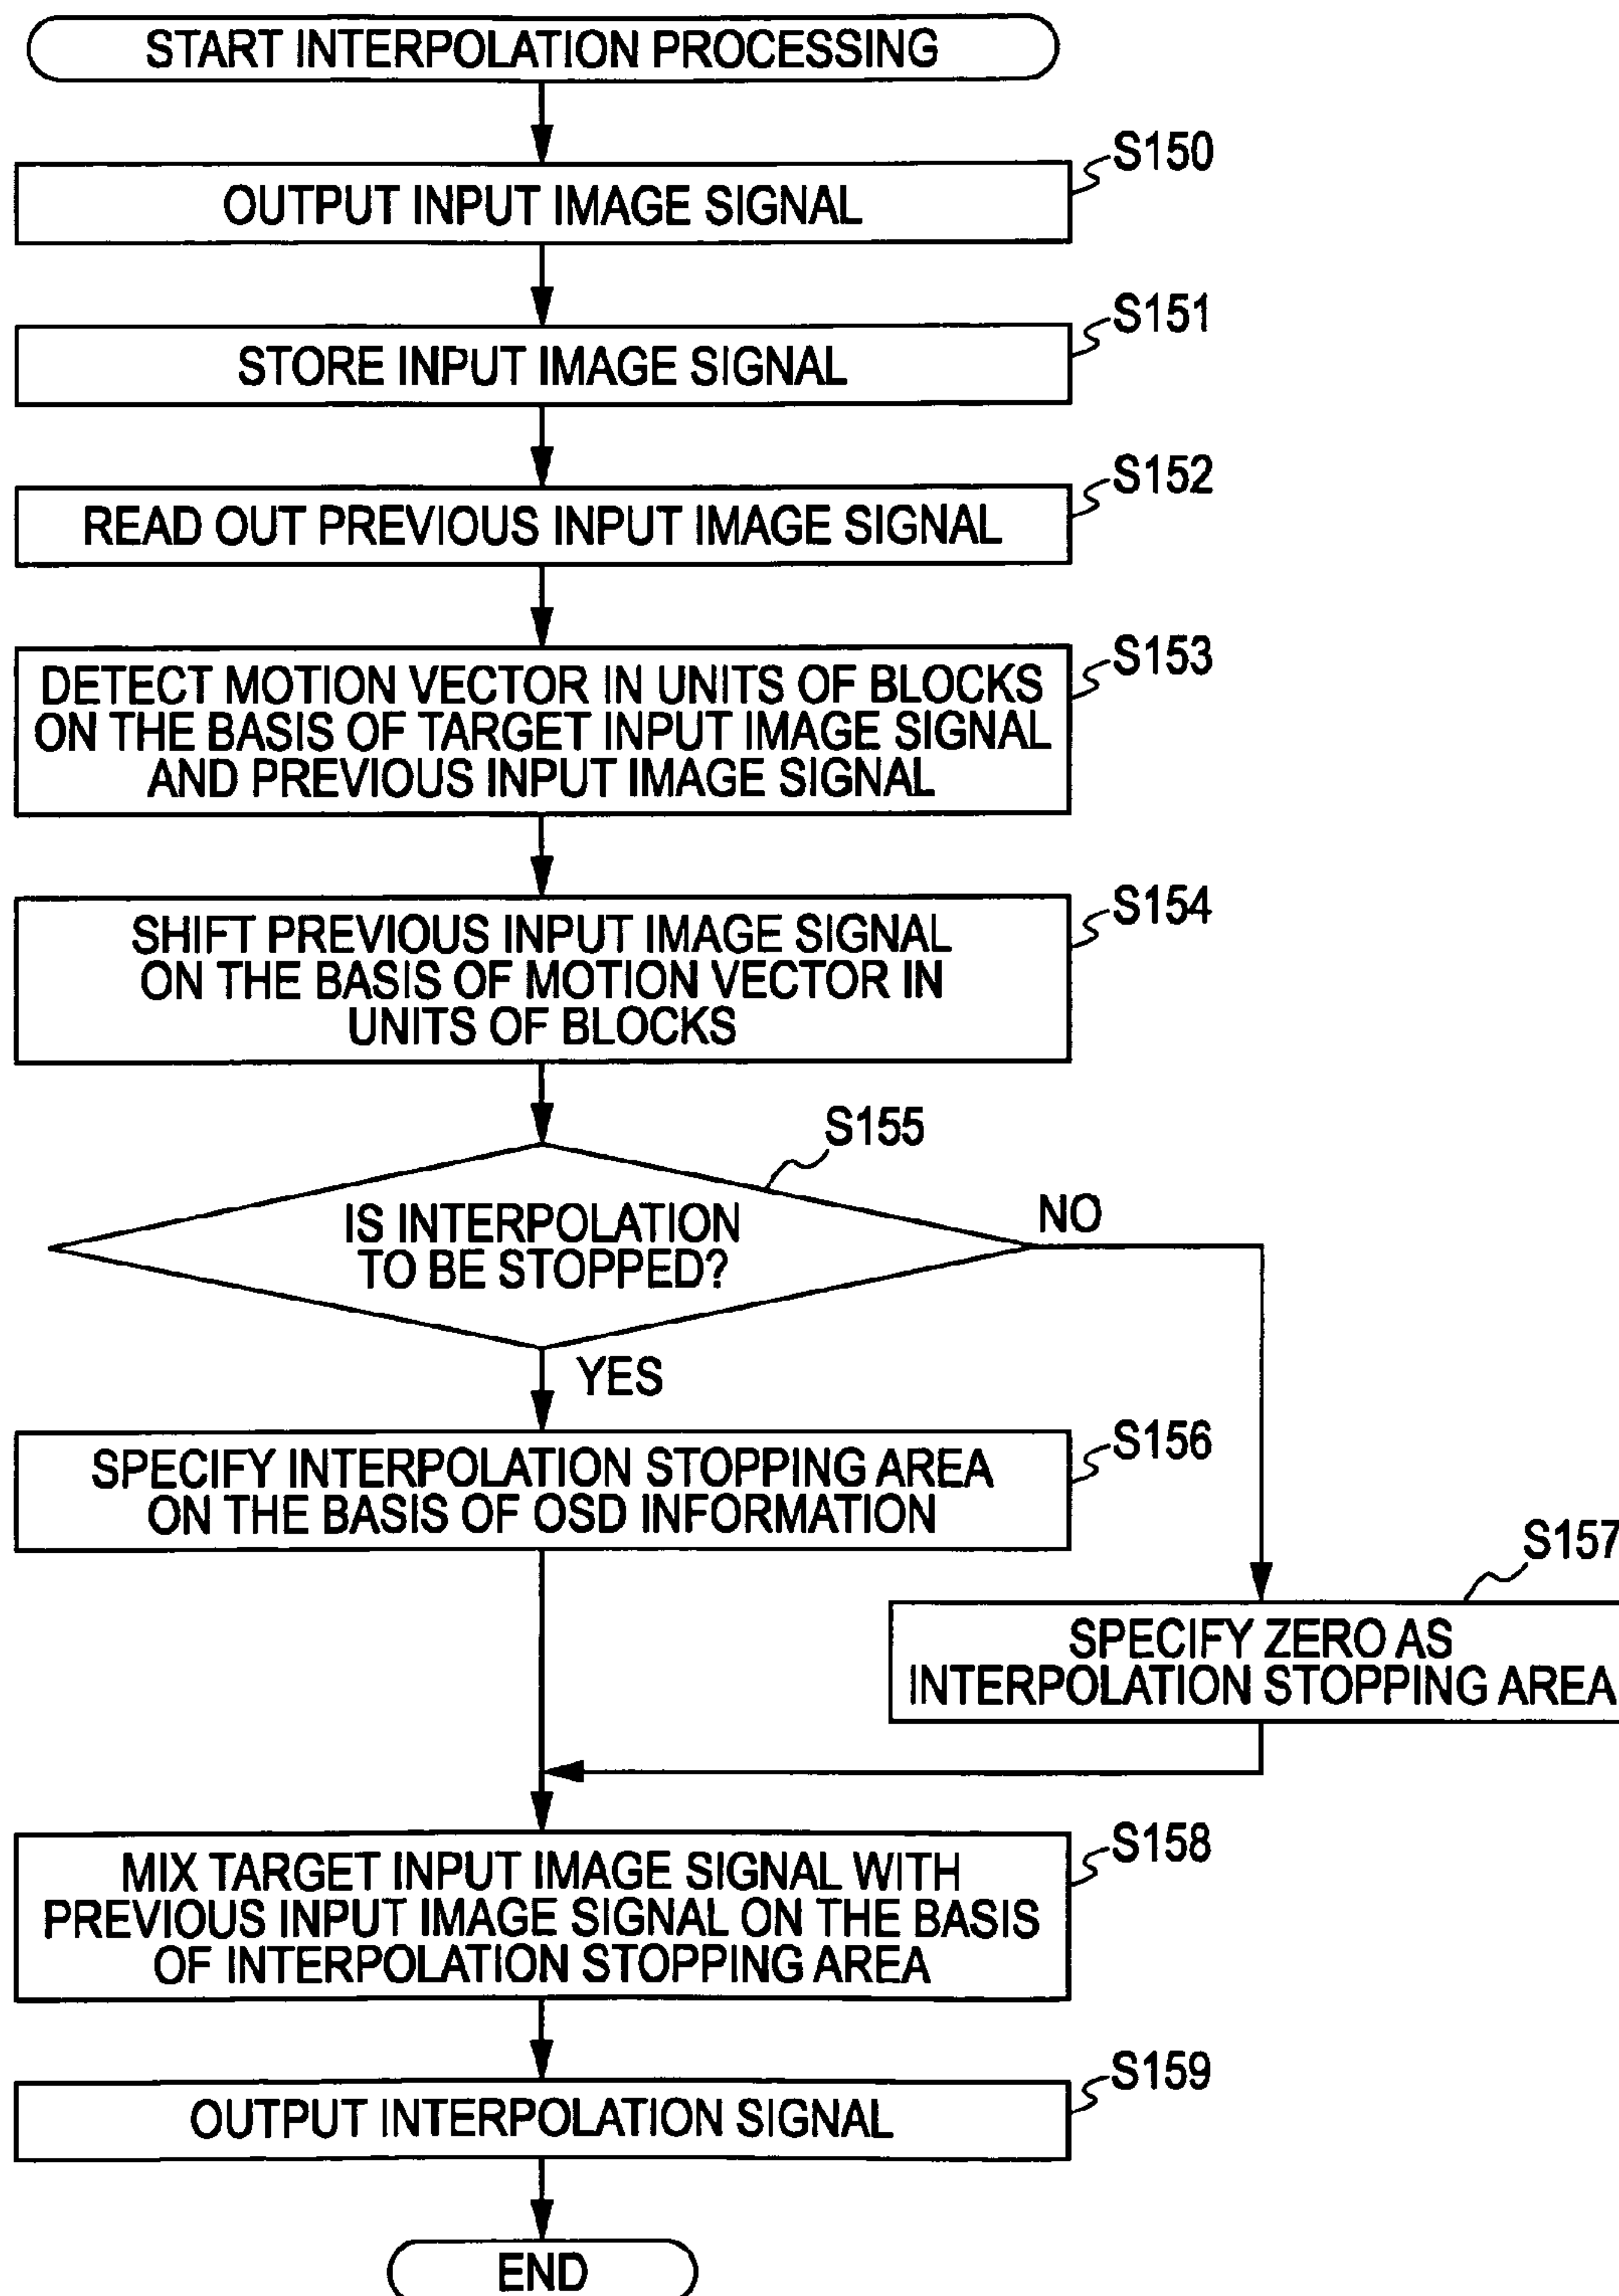 START INTERPOLATION PROCESSING
S150
OUTPUT INPUT IMAGE SIGNAL
S151
STORE INPUT IMAGE SIGNAL
S152
READ OUT PREVIOUS INPUT IMAGE SIGNAL
S153
DETECT MOTION VECTOR IN UNITS OF BLOCKS
ON THE BASIS OF TARGET INPUT IMAGE SIGNAL
AND PREVIOUS INPUT IMAGE SIGNAL
S154
SHIFT PREVIOUS INPUT IMAGE SIGNAL
ON THE BASIS OF MOTION VECTOR IN
UNITS OF BLOCKS
S155
IS INTERPOLATION
TO BE STOPPED?
NO
YES
S156
SPECIFY INTERPOLATION STOPPING AREA
ON THE BASIS OF OSD INFORMATION
S157
SPECIFY ZERO AS
INTERPOLATION STOPPING AREA
S158
MIX TARGET INPUT IMAGE SIGNAL WITH
PREVIOUS INPUT IMAGE SIGNAL ON THE BASIS
OF INTERPOLATION STOPPING AREA
S159
OUTPUT INTERPOLATION SIGNAL
END